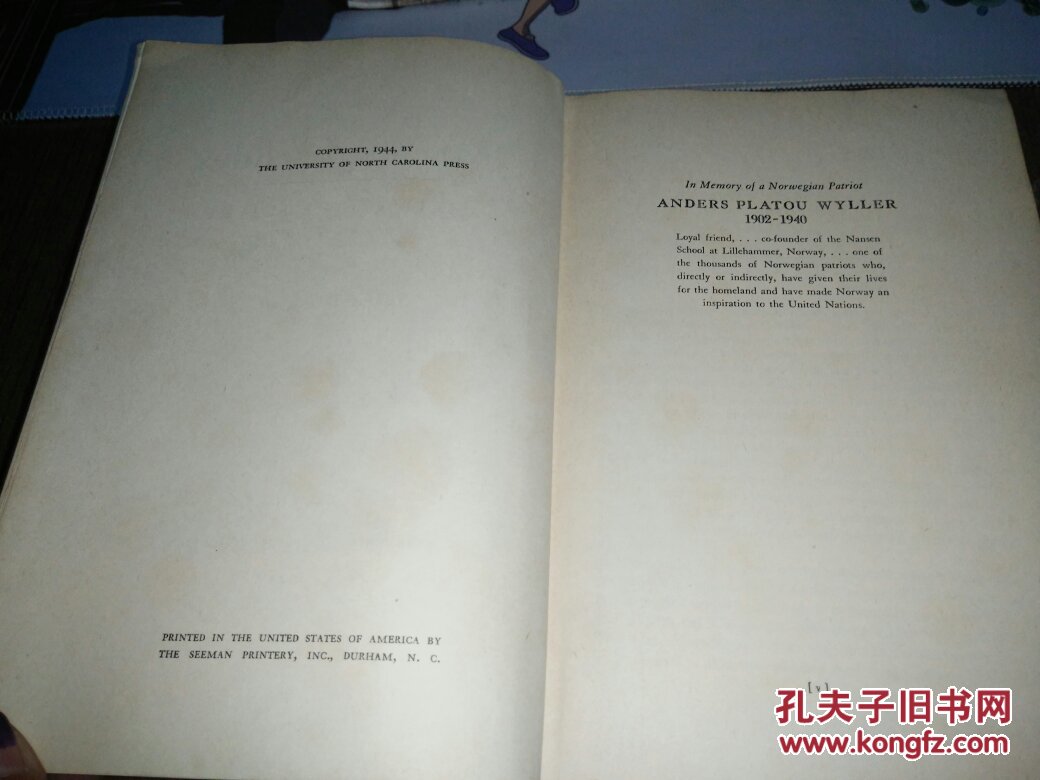 COPYRIGHT, 1944, BY
THE UNIVERSITY OF NORTH CAROLINA PRESS
PRINTED IN THE UNITED STATES OF AMERICA BY
THE SEEMAN PRINTERY, INC., DURHAM, N. C.
In Memory of a Norwegian Patriot
ANDERS PLATOU WYLLER
1902-1940
Loyal friend, . . . co-founder of the Nansen
School at Lillehammer, Norway, . . . one of
the thousands of Norwegian patriots who,
directly or indirectly, have given their lives
for the homeland and have made Norway an
inspiration to the United Nations.
[ v ]
孔夫子旧书网
www.kongfz.com